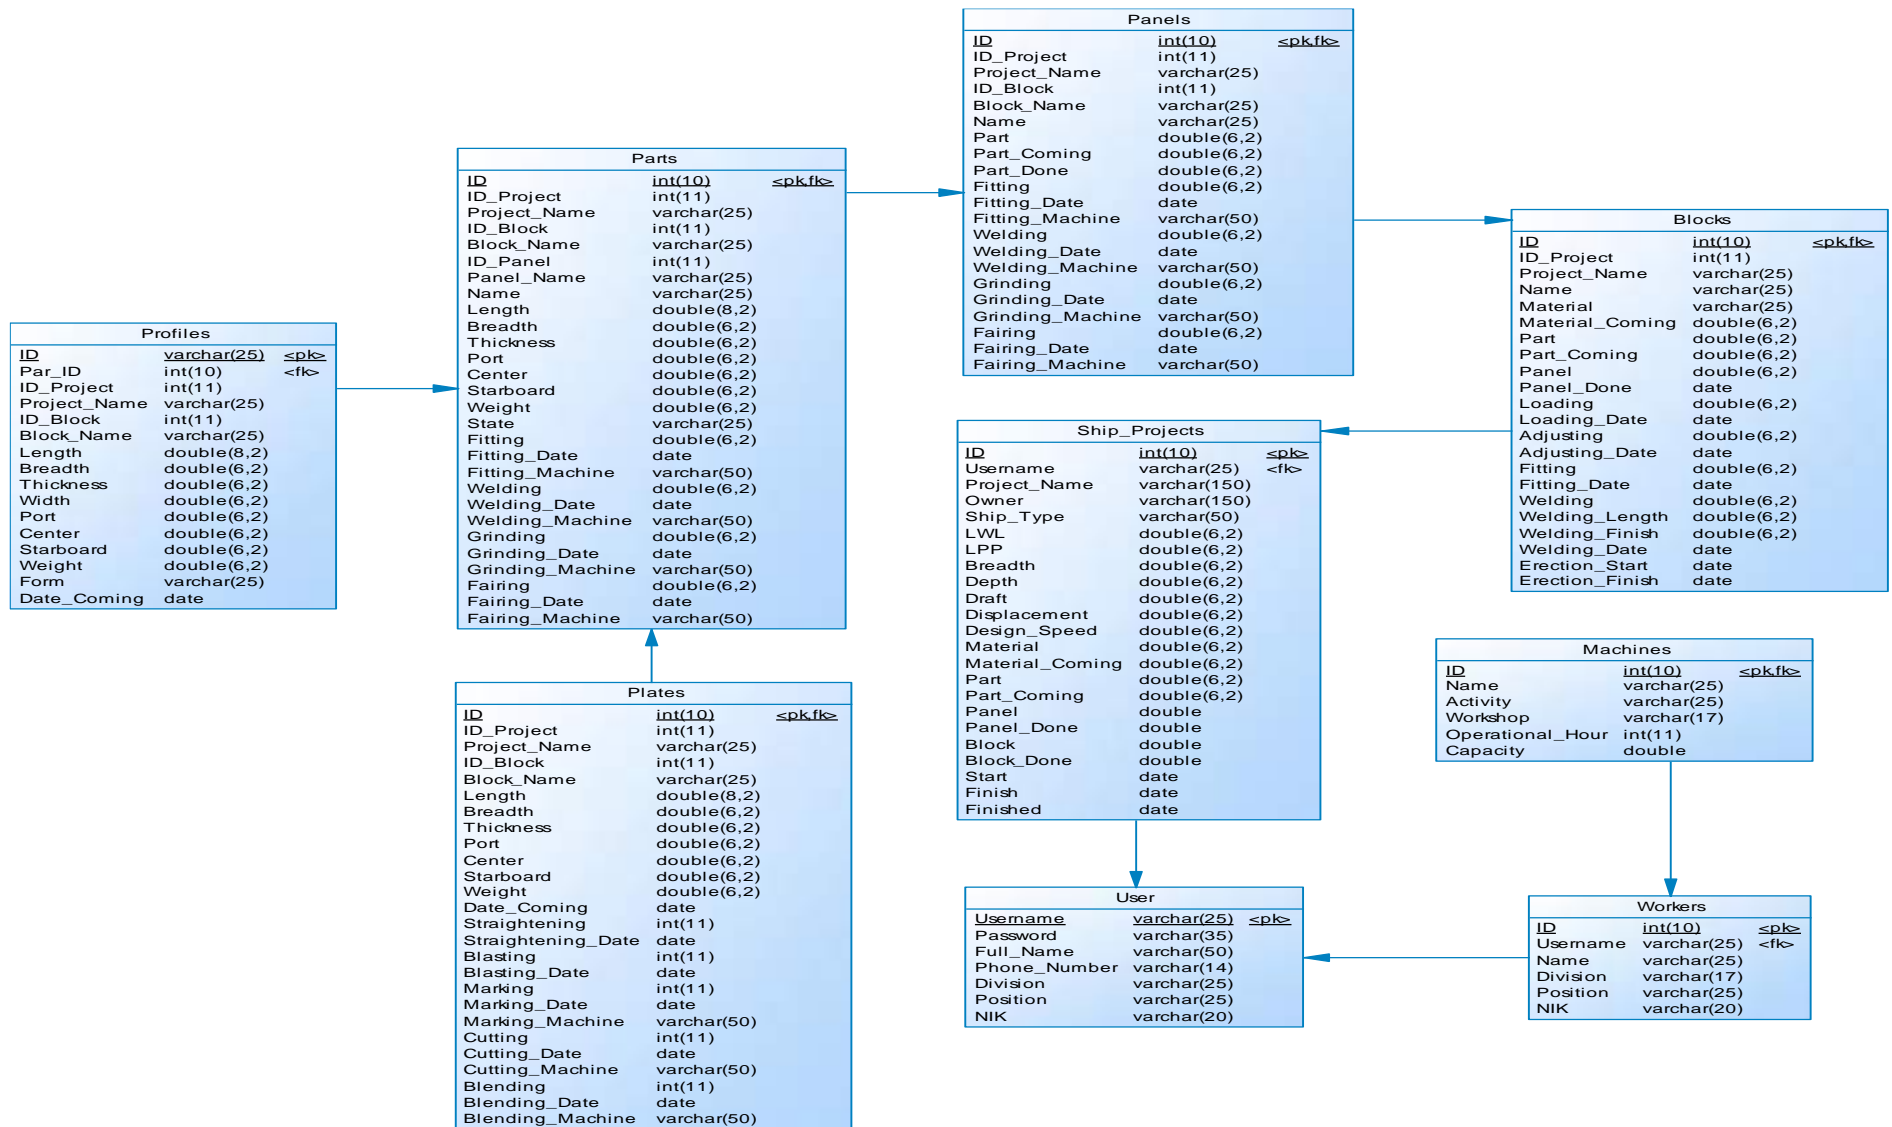 Panels
ID int(10) <pk,fk>
ID_Project int(11)
Project_Name varchar(25)
ID_Block int(11)
Block_Name varchar(25)
Name varchar(25)
Part double(6,2)
Part_Coming double(6,2)
Part_Done double(6,2)
Fitting double(6,2)
Fitting_Date date
Fitting_Machine varchar(50)
Welding double(6,2)
Welding_Date date
Welding_Machine varchar(50)
Grinding double(6,2)
Grinding_Date date
Grinding_Machine varchar(50)
Fairing double(6,2)
Fairing_Date date
Fairing_Machine varchar(50)
Parts
ID int(10) <pk,fk>
ID_Project int(11)
Project_Name varchar(25)
ID_Block int(11)
Block_Name varchar(25)
ID_Panel int(11)
Panel_Name varchar(25)
Name varchar(25)
Length double(8,2)
Breadth double(6,2)
Thickness double(6,2)
Port double(6,2)
Center double(6,2)
Starboard double(6,2)
Weight double(6,2)
State varchar(25)
Fitting double(6,2)
Fitting_Date date
Fitting_Machine varchar(50)
Welding double(6,2)
Welding_Date date
Welding_Machine varchar(50)
Grinding double(6,2)
Grinding_Date date
Grinding_Machine varchar(50)
Fairing double(6,2)
Fairing_Date date
Fairing_Machine varchar(50)
Blocks
ID int(10) <pk,fk>
ID_Project int(11)
Project_Name varchar(25)
Name varchar(25)
Material varchar(25)
Material_Coming double(6,2)
Part double(6,2)
Part_Coming double(6,2)
Panel double(6,2)
Panel_Done date
Loading double(6,2)
Loading_Date date
Adjusting double(6,2)
Adjusting_Date date
Fitting double(6,2)
Fitting_Date date
Welding double(6,2)
Welding_Length double(6,2)
Welding_Finish double(6,2)
Welding_Date date
Erection_Start date
Erection_Finish date
Profiles
ID varchar(25) <pk>
Par_ID int(10) <fk>
ID_Project int(11)
Project_Name varchar(25)
ID_Block int(11)
Block_Name varchar(25)
Length double(8,2)
Breadth double(6,2)
Thickness double(6,2)
Width double(6,2)
Port double(6,2)
Center double(6,2)
Starboard double(6,2)
Weight double(6,2)
Form varchar(25)
Date_Coming date
Ship_Projects
ID int(10) <pk>
Username varchar(25) <fk>
Project_Name varchar(150)
Owner varchar(150)
Ship_Type varchar(50)
LWL double(6,2)
LPP double(6,2)
Breadth double(6,2)
Depth double(6,2)
Draft double(6,2)
Displacement double(6,2)
Design_Speed double(6,2)
Material double(6,2)
Material_Coming double(6,2)
Part double(6,2)
Part_Coming double(6,2)
Panel double
Panel_Done double
Block double
Block_Done double
Start date
Finish date
Finished date
Machines
ID int(10) <pk,fk>
Name varchar(25)
Activity varchar(25)
Workshop varchar(17)
Operational_Hour int(11)
Capacity double
Plates
ID int(10) <pk,fk>
ID_Project int(11)
Project_Name varchar(25)
ID_Block int(11)
Block_Name varchar(25)
Length double(8,2)
Breadth double(6,2)
Thickness double(6,2)
Port double(6,2)
Center double(6,2)
Starboard double(6,2)
Weight double(6,2)
Date_Coming date
Straightening int(11)
Straightening_Date date
Blasting int(11)
Blasting_Date date
Marking int(11)
Marking_Date date
Marking_Machine varchar(50)
Cutting int(11)
Cutting_Date date
Cutting_Machine varchar(50)
Blending int(11)
Blending_Date date
Blending_Machine varchar(50)
User
Username varchar(25) <pk>
Password varchar(35)
Full_Name varchar(50)
Phone_Number varchar(14)
Division varchar(25)
Position varchar(25)
NIK varchar(20)
Workers
ID int(10) <pk>
Username varchar(25) <fk>
Name varchar(25)
Division varchar(17)
Position varchar(25)
NIK varchar(20)